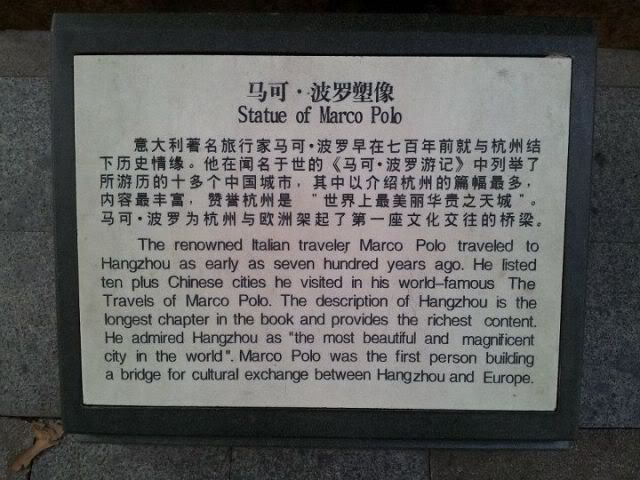 马可·波罗塑像
Statue of Marco Polo
意大利著名旅行家马可·波罗早在七百年前就与杭州结
下历史情缘。他在闻名于世的《马可·波罗游记》中列举了
所游历的十多个中国城市，其中以介绍杭州的篇幅最多，
内容最丰富，赞誉杭州是 "世界上最美丽华贵之天城"。
马可·波罗为杭州与欧洲架起了第一座文化交往的桥梁。
The renowned Italian traveler Marco Polo traveled to
Hangzhou as early as seven hundred years ago. He listed
ten plus Chinese cities he visited in his world-famous The
Travels of Marco Polo. The description of Hangzhou is the
longest chapter in the book and provides the richest content.
He admired Hangzhou as "the most beautiful and magnificent
city in the world". Marco Polo was the first person building
a bridge for cultural exchange between Hangzhou and Europe.